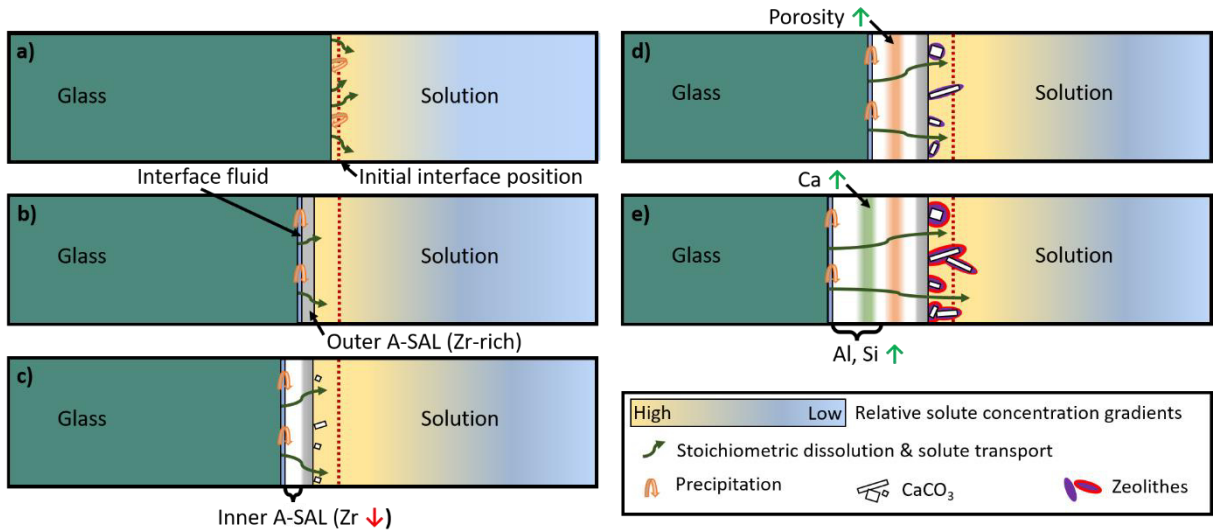 a)
Glass
Solution
Initial interface position
Interface fluid
b)
Glass
Solution
Outer A-SAL (Zr-rich)
c)
Glass
Solution
Inner A-SAL (Zr ↓)
Porosity ↑
d)
Glass
Solution
Ca ↑
e)
Glass
Solution
Al, Si ↑
High Low Relative solute concentration gradients
Stoichiometric dissolution & solute transport
Precipitation CaCO₃ Zeolithes